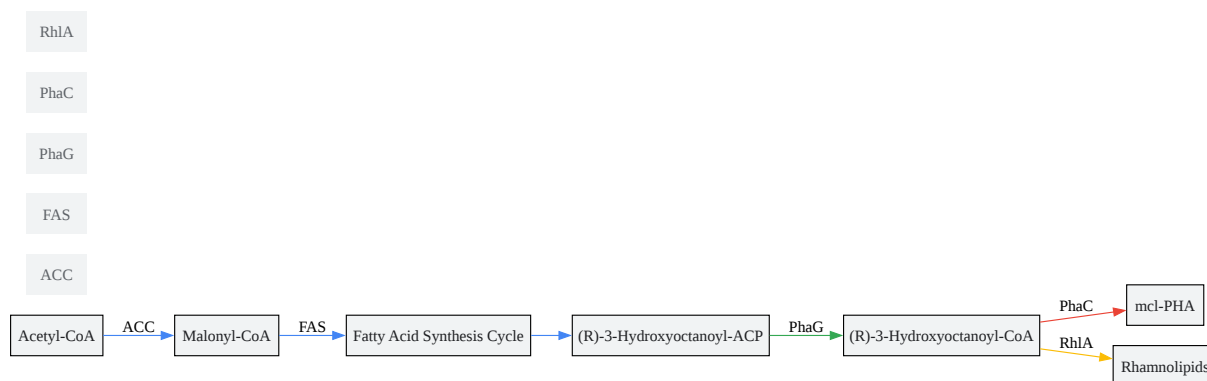 RhlA
PhaC
PhaG
FAS
ACC
Acetyl-CoA
ACC
Malonyl-CoA
FAS
Fatty Acid Synthesis Cycle
(R)-3-Hydroxyoctanoyl-ACP
PhaG
(R)-3-Hydroxyoctanoyl-CoA
PhaC
mcl-PHA
RhlA
Rhamnolipids